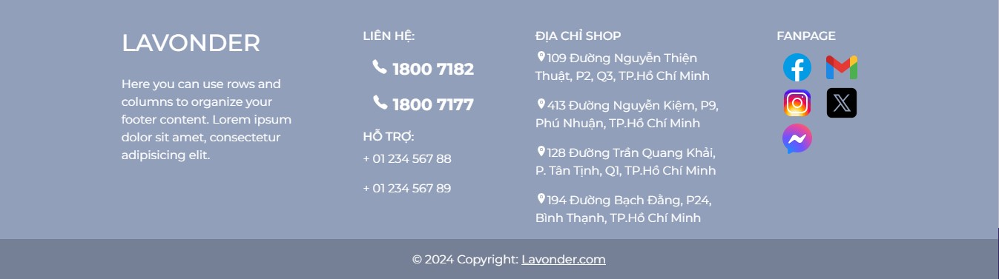 LAVONDER
Here you can use rows and
columns to organize your
footer content. Lorem ipsum
dolor sit amet, consectetur
adipisicing elit.
LIÊN HỆ:
1800 7182
1800 7177
HỖ TRỢ:
+ 01 234 567 88
+ 01 234 567 89
ĐỊA CHỈ SHOP
109 Đường Nguyễn Thiện
Thuật, P2, Q3, TP.Hồ Chí Minh
413 Đường Nguyễn Kiệm, P9,
Phú Nhuận, TP.Hồ Chí Minh
128 Đường Trần Quang Khải,
P. Tân Tịnh, Q1, TP.Hồ Chí Minh
194 Đường Bạch Đằng, P24,
Bình Thạnh, TP.Hồ Chí Minh
FANPAGE
© 2024 Copyright: Lavonder.com